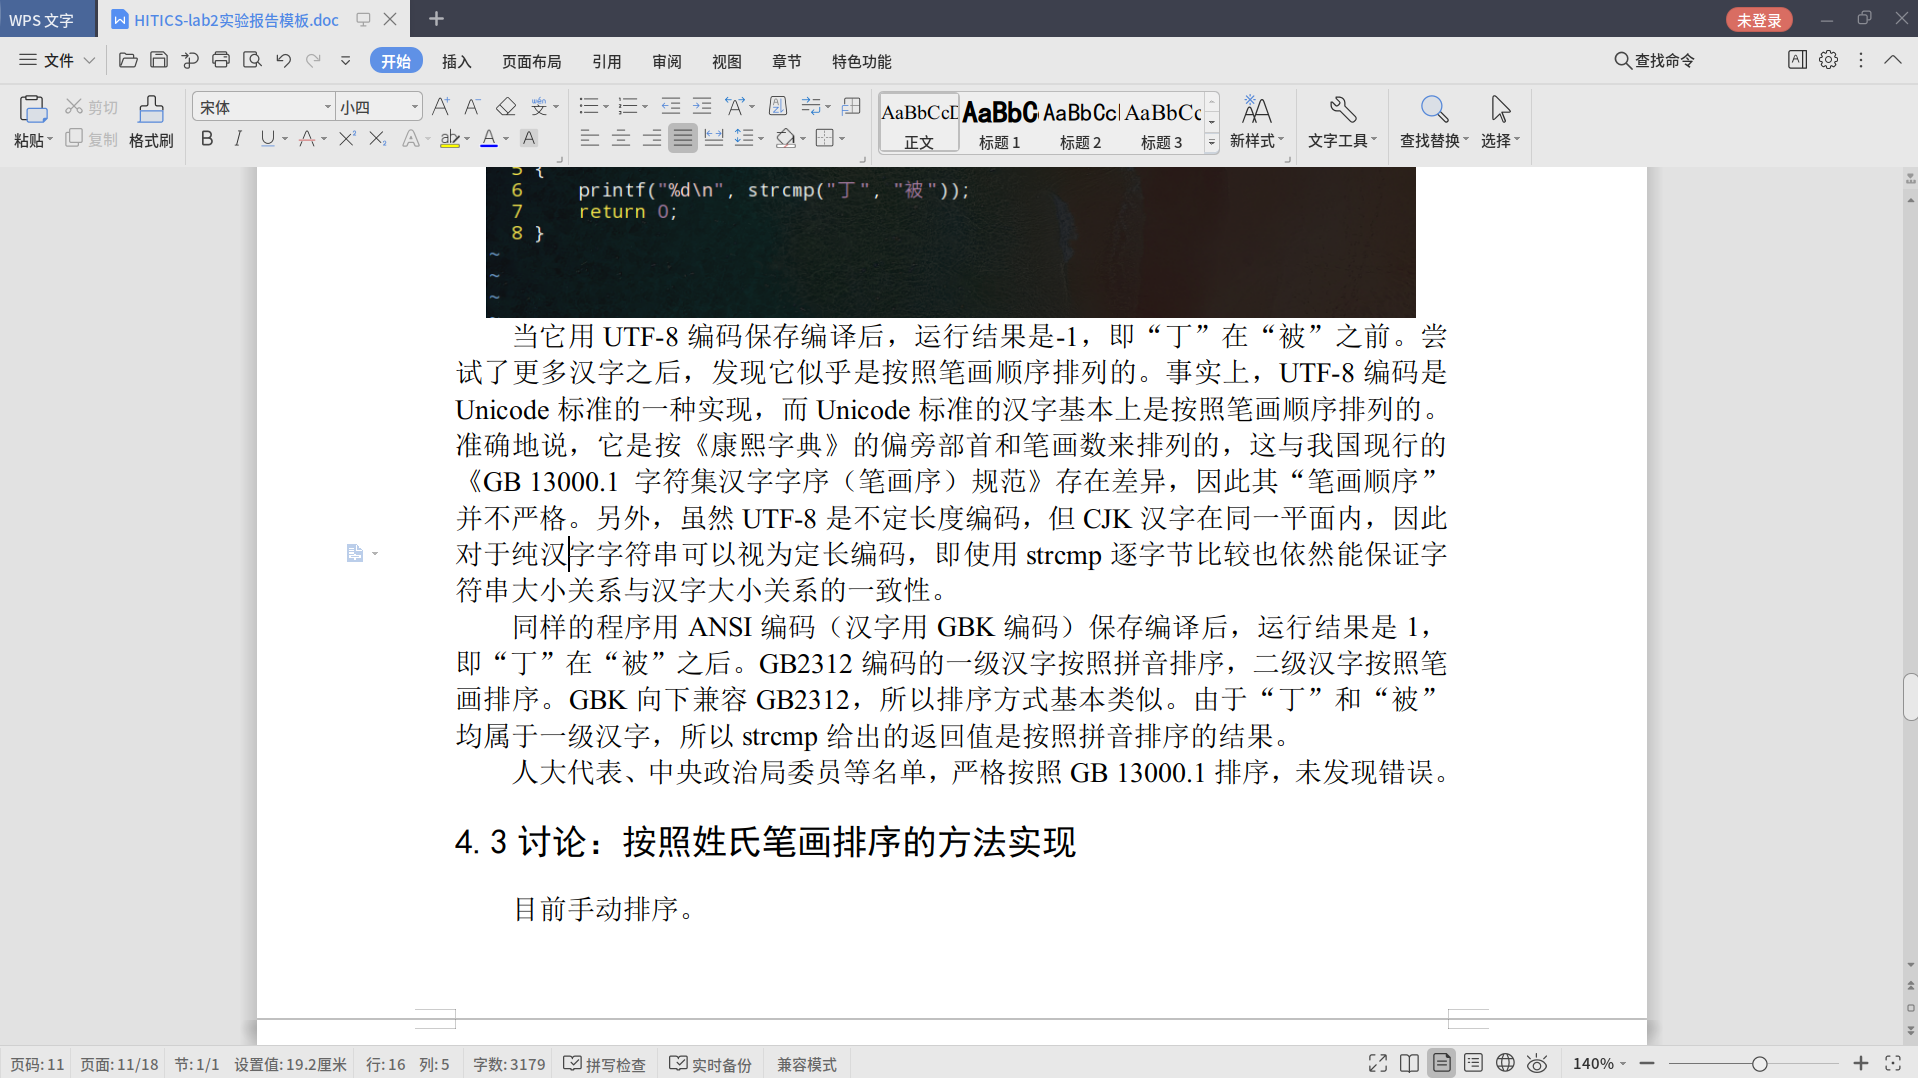 WPS 文字 HITICS-lab2实验报告模板.doc 未登录
文件 开始 插入 页面布局 引用 审阅 视图 章节 特色功能 查找命令
粘贴 剪切 复制 格式刷 宋体 小四 新样式 文字工具 查找替换 选择
AaBbCcD AaBbC AaBbCcI AaBbCc
正文 标题 1 标题 2 标题 3
5 {
6 printf("%d\n", strcmp("丁", "被"));
7 return 0;
8 }
~
~
~
当它用 UTF-8 编码保存编译后，运行结果是-1，即“丁”在“被”之前。尝
试了更多汉字之后，发现它似乎是按照笔画顺序排列的。事实上，UTF-8 编码是
Unicode 标准的一种实现，而 Unicode 标准的汉字基本上是按照笔画顺序排列的。
准确地说，它是按《康熙字典》的偏旁部首和笔画数来排列的，这与我国现行的
《GB 13000.1 字符集汉字字序（笔画序）规范》存在差异，因此其“笔画顺序”
并不严格。另外，虽然 UTF-8 是不定长度编码，但 CJK 汉字在同一平面内，因此
对于纯汉字字符串可以视为定长编码，即使用 strcmp 逐字节比较也依然能保证字
符串大小关系与汉字大小关系的一致性。
同样的程序用 ANSI 编码（汉字用 GBK 编码）保存编译后，运行结果是 1，
即“丁”在“被”之后。GB2312 编码的一级汉字按照拼音排序，二级汉字按照笔
画排序。GBK 向下兼容 GB2312，所以排序方式基本类似。由于“丁”和“被”
均属于一级汉字，所以 strcmp 给出的返回值是按照拼音排序的结果。
人大代表、中央政治局委员等名单，严格按照 GB 13000.1 排序，未发现错误。
4.3 讨论：按照姓氏笔画排序的方法实现
目前手动排序。
页码: 11 页面: 11/18 节: 1/1 设置值: 19.2厘米 行: 16 列: 5 字数: 3179 拼写检查 实时备份 兼容模式 140%